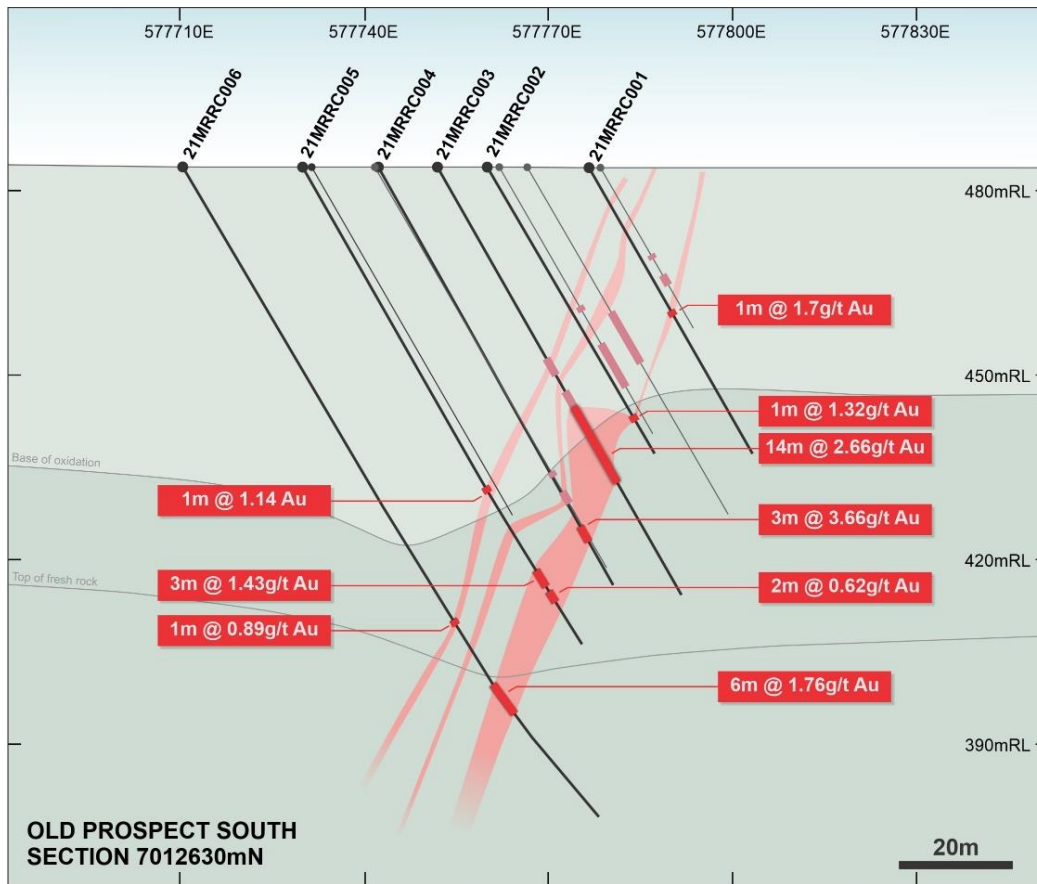 577710E
577740E
577770E
577800E
577830E
21MRRC006
21MRRC005
21MRRC004
21MRRC003
21MRRC002
21MRRC001
480mRL
1m @ 1.7g/t Au
450mRL
1m @ 1.32g/t Au
14m @ 2.66g/t Au
Base of oxidation
1m @ 1.14 Au
3m @ 3.66g/t Au
420mRL
Top of fresh rock
3m @ 1.43g/t Au
2m @ 0.62g/t Au
1m @ 0.89g/t Au
6m @ 1.76g/t Au
390mRL
OLD PROSPECT SOUTH
SECTION 7012630mN
20m